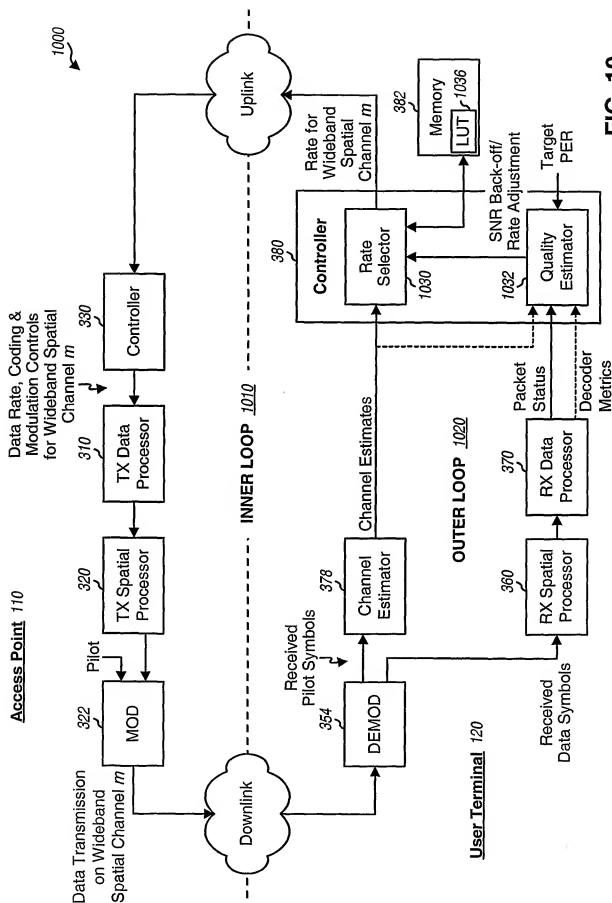 1000
Access Point 110
Data Transmission
on Wideband
Spatial Channel m
322
MOD
Pilot
320
TX Spatial
Processor
310
TX Data
Processor
Data Rate, Coding &
Modulation Controls
for Wideband Spatial
Channel m
330
Controller
Downlink
INNER LOOP 1010
Uplink
354
DEMOD
Received
Pilot Symbols
378
Channel
Estimator
Channel Estimates
380
Controller
Rate
Selector
1030
Rate for
Wideband
Spatial
Channel m
382
Memory
LUT
1036
SNR Back-off/
Rate Adjustment
OUTER LOOP 1020
User Terminal 120
Received
Data Symbols
360
RX Spatial
Processor
370
RX Data
Processor
Packet
Status
Decoder
Metrics
1032
Quality
Estimator
Target
PER
FIG. 10